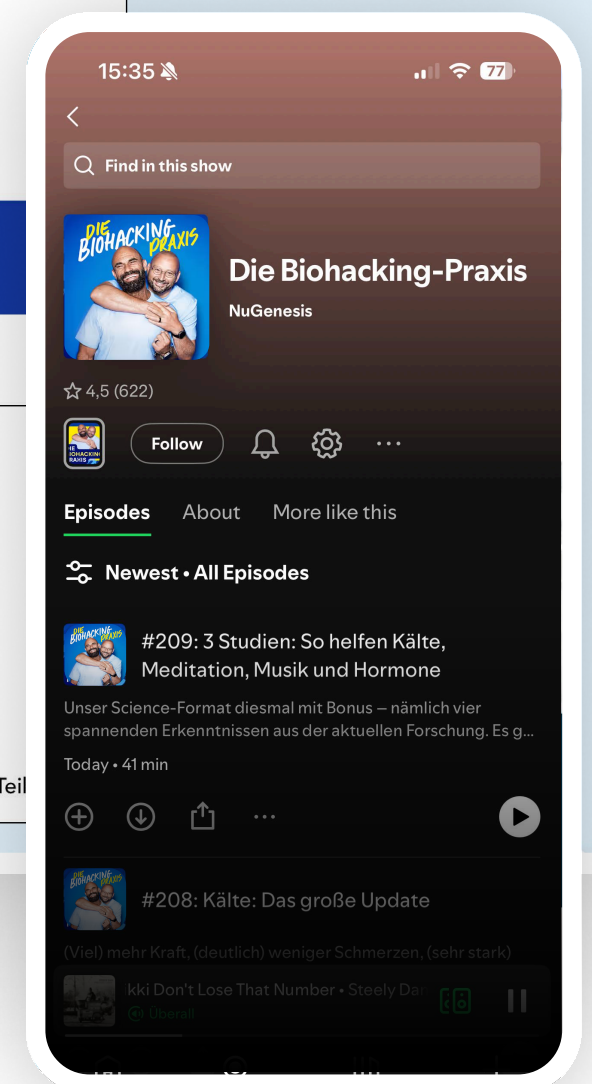 15:35
77
Find in this show
DIE
BIOHACKING
PRAXIS
Die Biohacking-Praxis
NuGenesis
4,5 (622)
Follow
Episodes
About
More like this
Newest • All Episodes
#209: 3 Studien: So helfen Kälte,
Meditation, Musik und Hormone
Unser Science-Format diesmal mit Bonus – nämlich vier
spannenden Erkenntnissen aus der aktuellen Forschung. Es g...
Today • 41 min
Teil
#208: Kälte: Das große Update
(Viel) mehr Kraft, (deutlich) weniger Schmerzen, (sehr stark)
kki Don't Lose That Number • Steely Dan
Überall